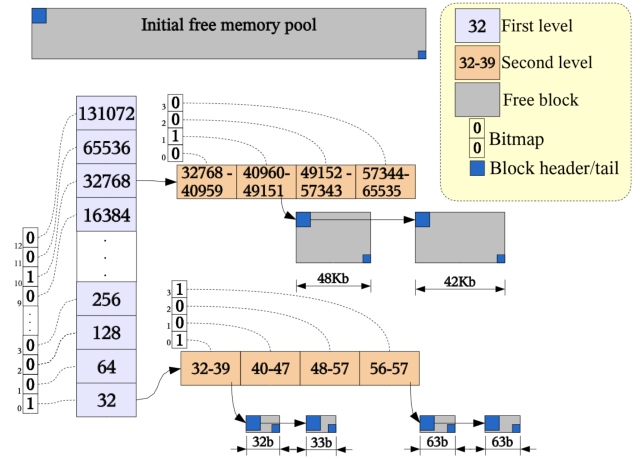 Initial free memory pool
32 First level
32-39 Second level
Free block
0
0
Bitmap
Block header/tail
131072
65536
32768
16384
.
.
.
256
128
64
32
12 0
11 0
10 1
9 0
.
.
.
3 0
2 0
1 0
0 1
3 0
2 0
1 1
0 0
32768 - 40960- 49152 - 57344-
40959 49151 57343 65535
48Kb 42Kb
3 1
2 0
1 0
0 1
32-39 40-47 48-57 56-57
32b 33b 63b 63b